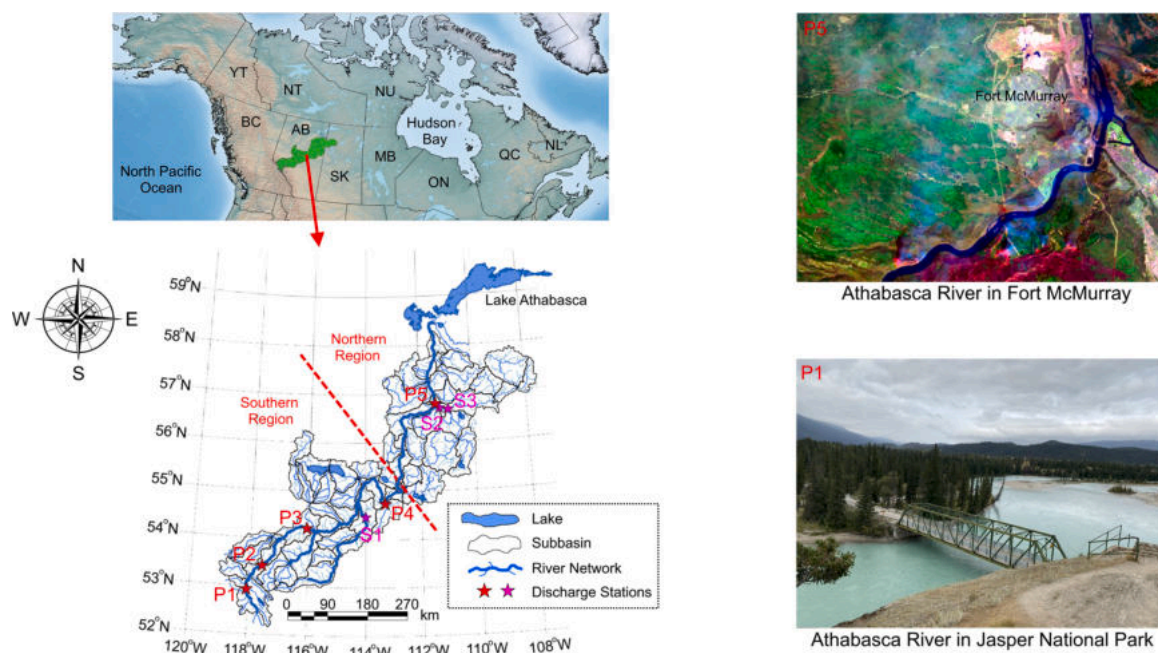 YT
NT
NU
Hudson
Bay
BC
AB
SK
MB
ON
QC
NL
North Pacific
Ocean
N
W
E
S
59°N
58°N
57°N
56°N
55°N
54°N
53°N
52°N
120°W
118°W
116°W
114°W
112°W
110°W
108°W
Lake Athabasca
Northern
Region
Southern
Region
P5
S3
S2
P4
S1
P3
P2
P1
Lake
Subbasin
River Network
Discharge Stations
0 90 180 270
km
P5
Fort McMurray
Athabasca River in Fort McMurray
P1
Athabasca River in Jasper National Park